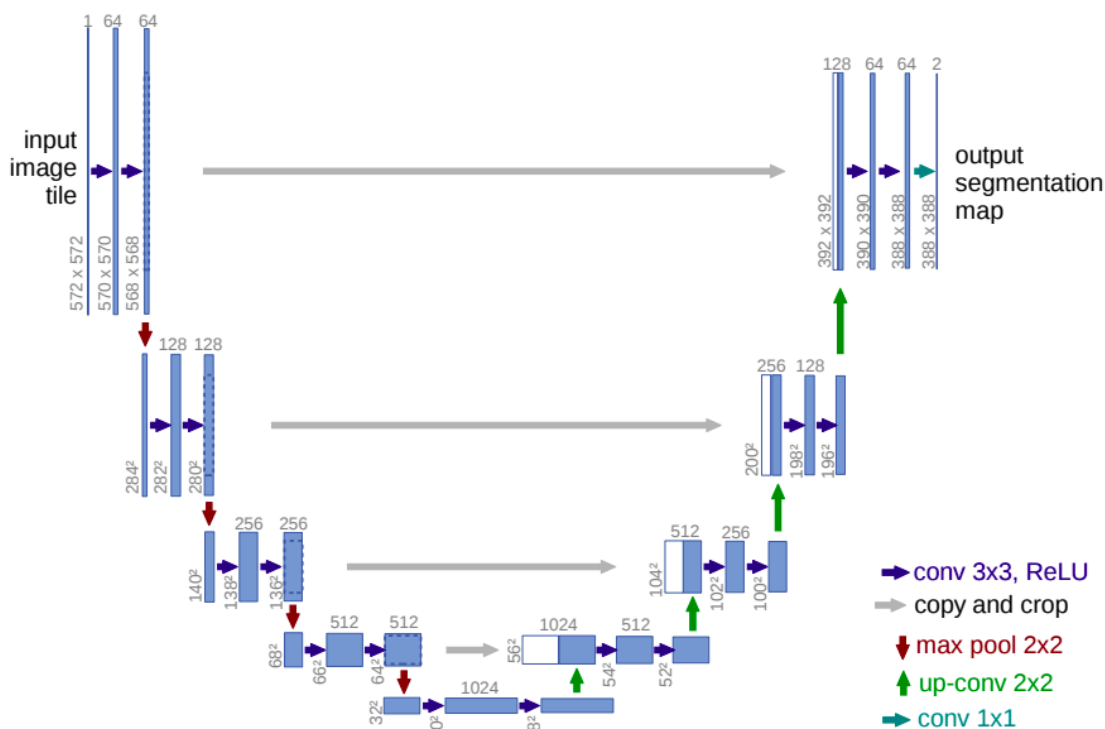 1
64
64
input
image
tile
572 x 572
570 x 570
568 x 568
128
64
64
2
output
segmentation
map
392 x 392
390 x 390
388 x 388
388 x 388
128
128
284²
282²
280²
256
128
200²
198²
196²
256
256
140²
138²
136²
512
256
104²
102²
100²
512
512
68²
66²
64²
1024
512
56²
54²
52²
1024
32²
0²
8²
conv 3x3, ReLU
copy and crop
max pool 2x2
up-conv 2x2
conv 1x1